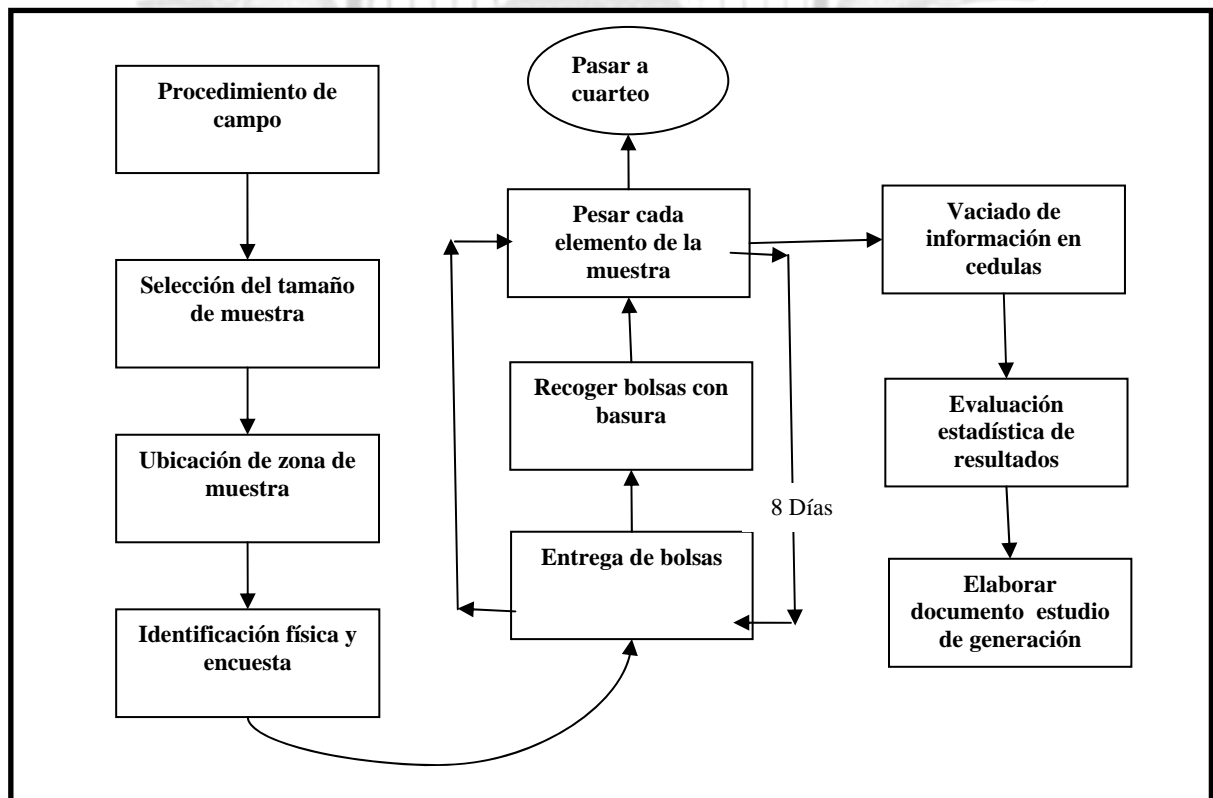 Procedimiento de
campo
Selección del tamaño
de muestra
Ubicación de zona de
muestra
Identificación física y
encuesta
Pasar a
cuarteo
Pesar cada
elemento de la
muestra
Recoger bolsas con
basura
8 Días
Entrega de bolsas
Vaciado de
información en
cedulas
Evaluación
estadística de
resultados
Elaborar
documento estudio
de generación